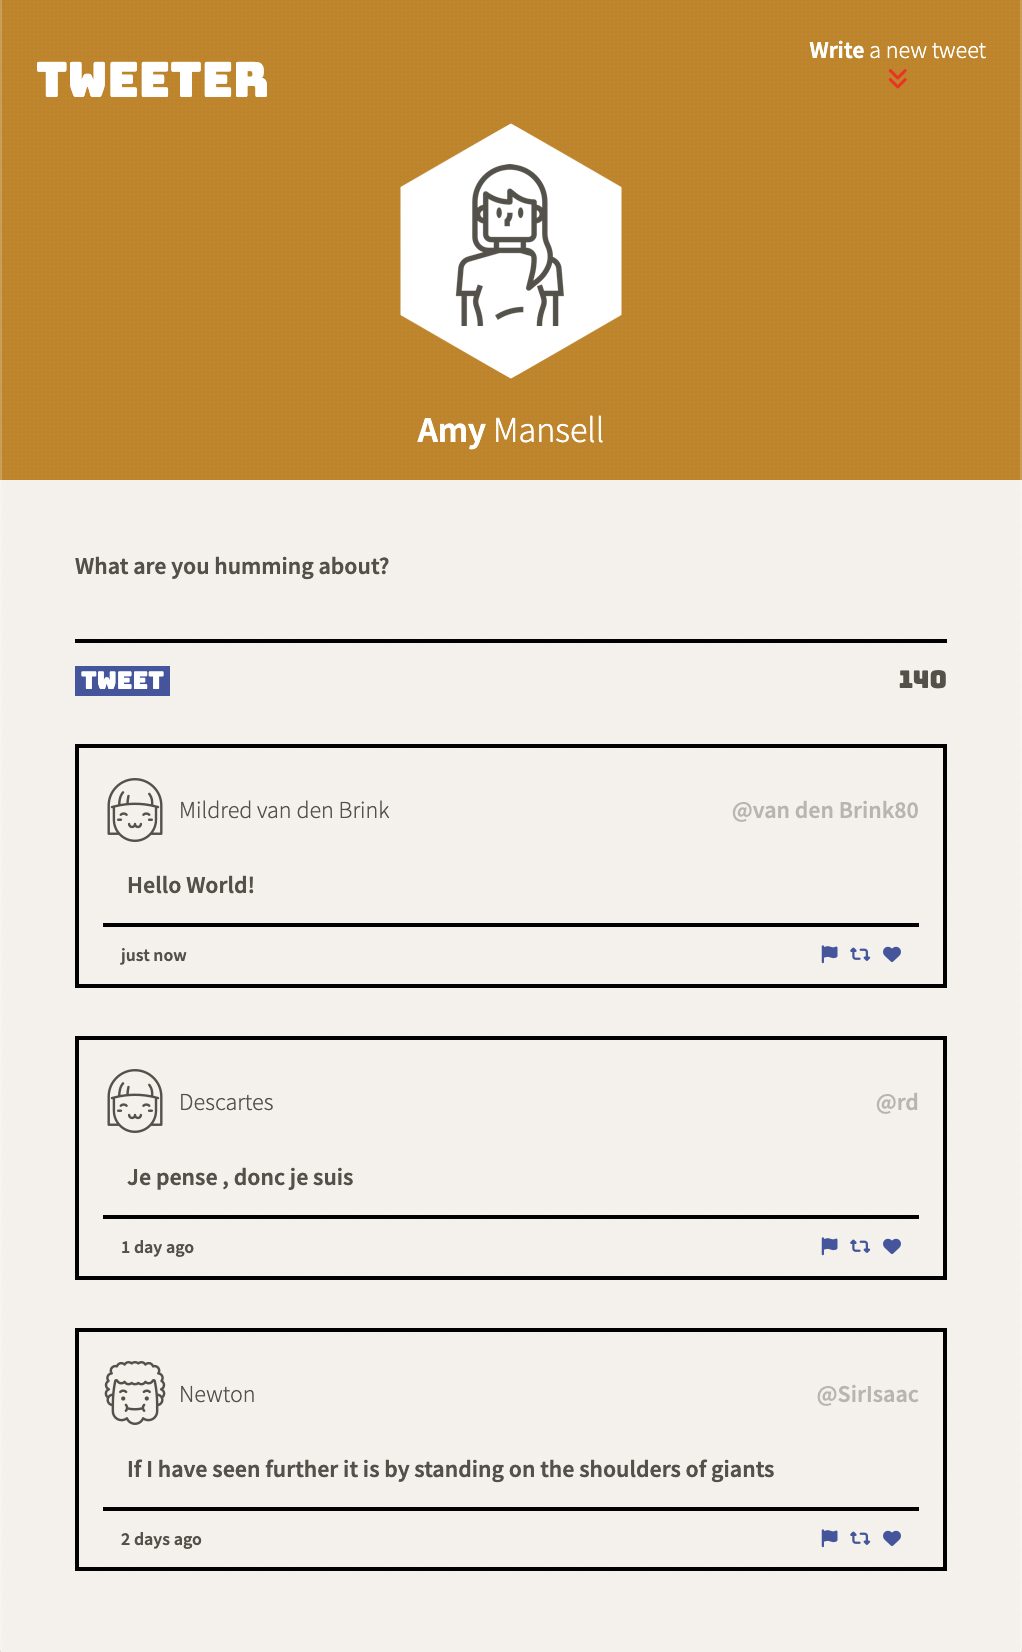 TWEETER
Write a new tweet
Amy Mansell
What are you humming about?
TWEET
140
Mildred van den Brink
@van den Brink80
Hello World!
just now
Descartes
@rd
Je pense , donc je suis
1 day ago
Newton
@SirIsaac
If I have seen further it is by standing on the shoulders of giants
2 days ago